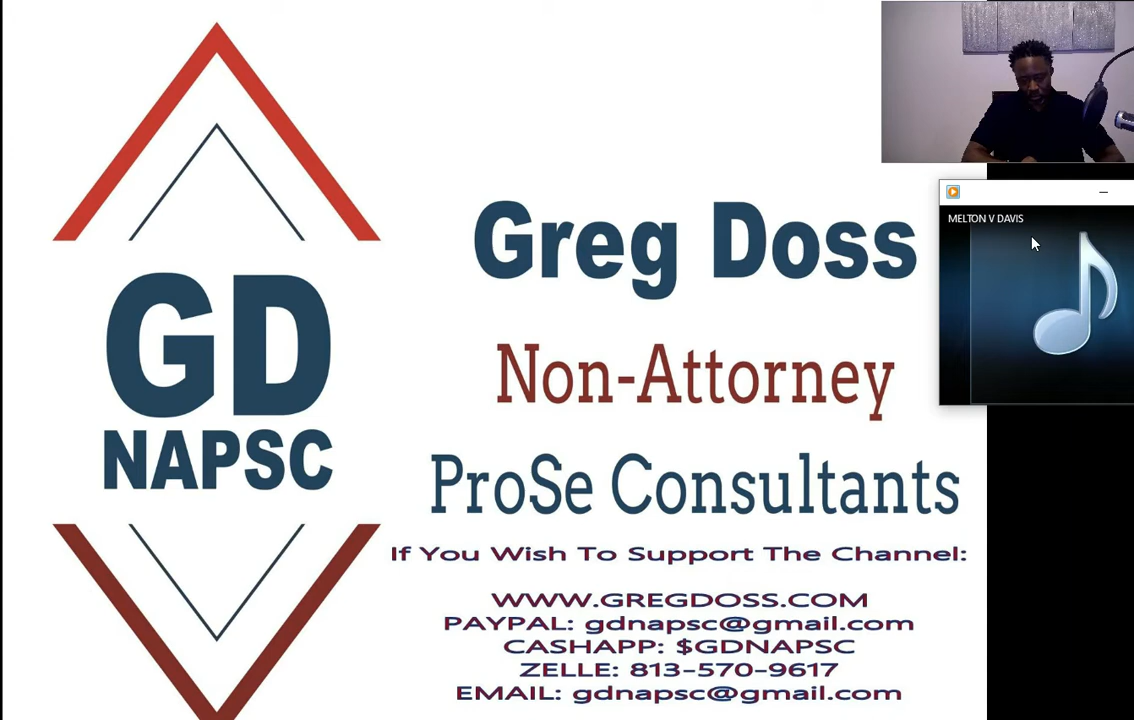 GD
NAPSC
Greg Doss
Non-Attorney
ProSe Consultants
If You Wish To Support The Channel:
WWW.GREGDOSS.COM
PAYPAL: gdnapsc@gmail.com
CASHAPP: $GDNAPSC
ZELLE: 813-570-9617
EMAIL: gdnapsc@gmail.com
MELTON V DAVIS